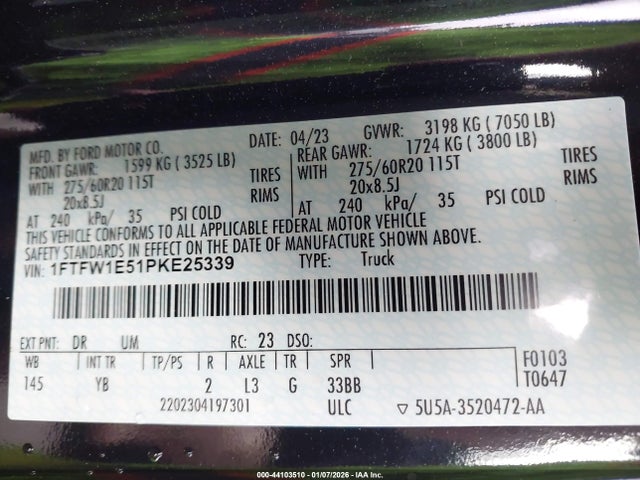 MFD. BY FORD MOTOR CO. DATE: 04/23 GVWR: 3198 KG ( 7050 LB)
FRONT GAWR: 1599 KG (3525 LB) REAR GAWR: 1724 KG ( 3800 LB)
WITH 275/60R20 115T TIRES WITH 275/60R20 115T TIRES
20x8.5J RIMS 20x8.5J RIMS
AT 240 kPa/ 35 PSI COLD AT 240 kPa/ 35 PSI COLD
THIS VEHICLE CONFORMS TO ALL APPLICABLE FEDERAL MOTOR VEHICLE
SAFETY STANDARDS IN EFFECT ON THE DATE OF MANUFACTURE SHOWN ABOVE.
VIN: 1FTFW1E51PKE25339 TYPE: Truck
EXT PNT: DR UM RC: 23 DSO:
WB INT TR TP/PS R AXLE TR SPR F0103
145 YB 2 L3 G 33BB T0647
2202304197301 ULC ▽ 5U5A-3520472-AA
000-44103510 - 01/07/2026 - IAA, Inc.